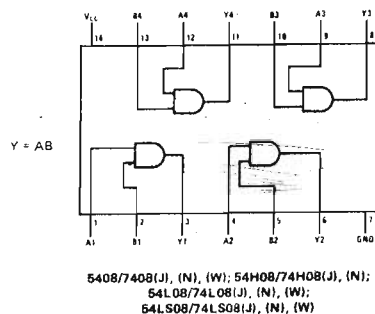 VCC B4 A4 Y4 B3 A3 Y3
14 13 12 11 10 9 8
Y = AB
1 2 3 4 5 6 7
A1 B1 Y1 A2 B2 Y2 GND
5408/7408(J), (N), (W); 54H08/74H08(J), (N);
54L08/74L08(J), (N), (W);
54LS08/74LS08(J), (N), (W)